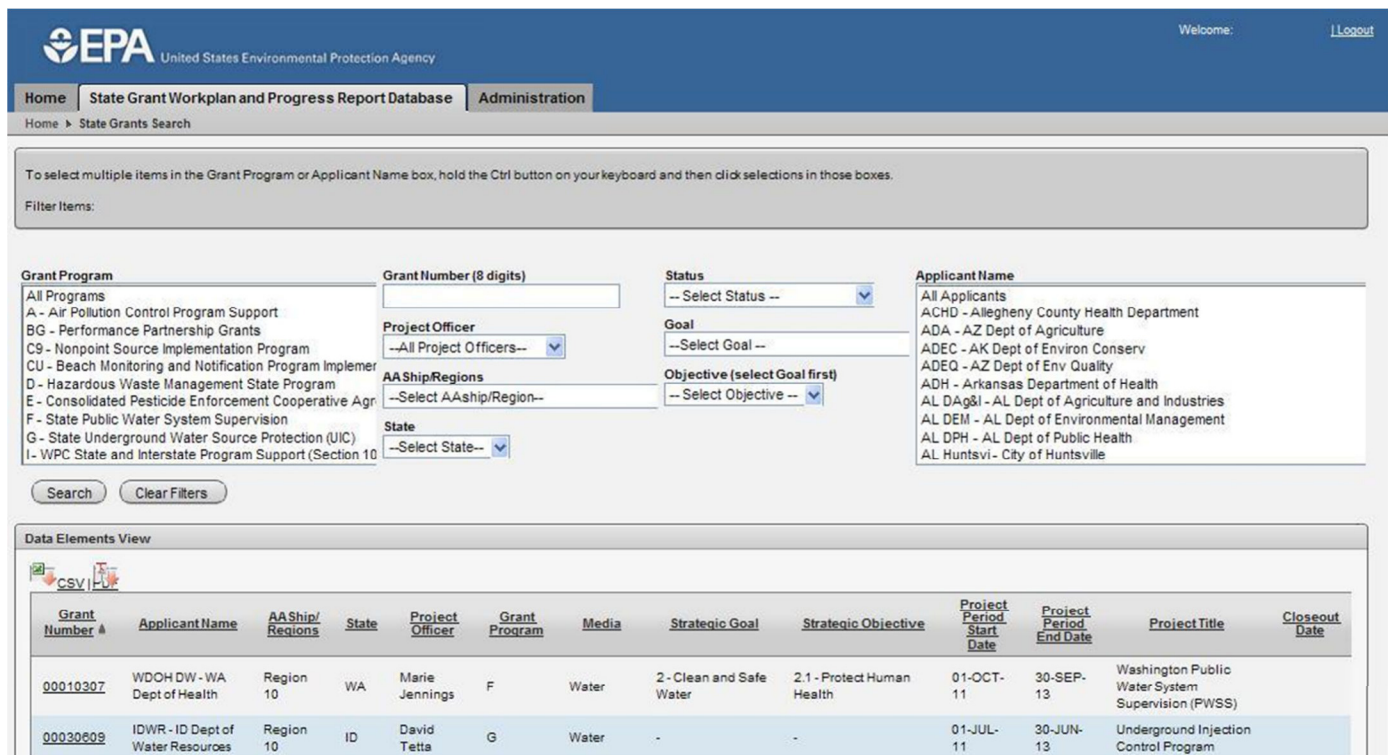 Welcome: | Logout
EPA United States Environmental Protection Agency
Home State Grant Workplan and Progress Report Database Administration
Home ▸ State Grants Search
To select multiple items in the Grant Program or Applicant Name box, hold the Ctrl button on your keyboard and then click selections in those boxes.
Filter Items:
Grant Program
All Programs
A - Air Pollution Control Program Support
BG - Performance Partnership Grants
C9 - Nonpoint Source Implementation Program
CU - Beach Monitoring and Notification Program Implemer
D - Hazardous Waste Management State Program
E - Consolidated Pesticide Enforcement Cooperative Agr
F - State Public Water System Supervision
G - State Underground Water Source Protection (UIC)
I - WPC State and Interstate Program Support (Section 10
Grant Number (8 digits)
Project Officer
--All Project Officers--
AA Ship/Regions
--Select AAship/Region--
State
--Select State--
Status
-- Select Status --
Goal
--Select Goal --
Objective (select Goal first)
-- Select Objective --
Applicant Name
All Applicants
ACHD - Allegheny County Health Department
ADA - AZ Dept of Agriculture
ADEC - AK Dept of Environ Conserv
ADEQ - AZ Dept of Env Quality
ADH - Arkansas Department of Health
AL DAg&I - AL Dept of Agriculture and Industries
AL DEM - AL Dept of Environmental Management
AL DPH - AL Dept of Public Health
AL Huntsvi - City of Huntsville
Search Clear Filters
Data Elements View
CSV | PDF
Grant Number Applicant Name AA Ship/ Regions State Project Officer Grant Program Media Strategic Goal Strategic Objective Project Period Start Date Project Period End Date Project Title Closeout Date
00010307 WDOH DW - WA Dept of Health Region 10 WA Marie Jennings F Water 2 - Clean and Safe Water 2.1 - Protect Human Health 01-OCT-11 30-SEP-13 Washington Public Water System Supervision (PWSS)
00030609 IDWR - ID Dept of Water Resources Region 10 ID David Tetta G Water - - 01-JUL-11 30-JUN-13 Underground Injection Control Program